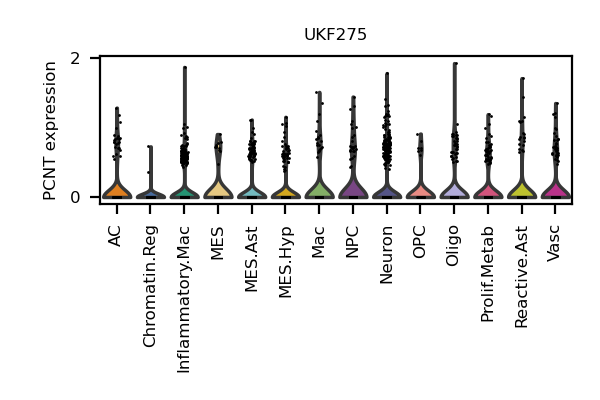 UKF275
PCNT expression
2
0
AC
Chromatin.Reg
Inflammatory.Mac
MES
MES.Ast
MES.Hyp
Mac
NPC
Neuron
OPC
Oligo
Prolif.Metab
Reactive.Ast
Vasc